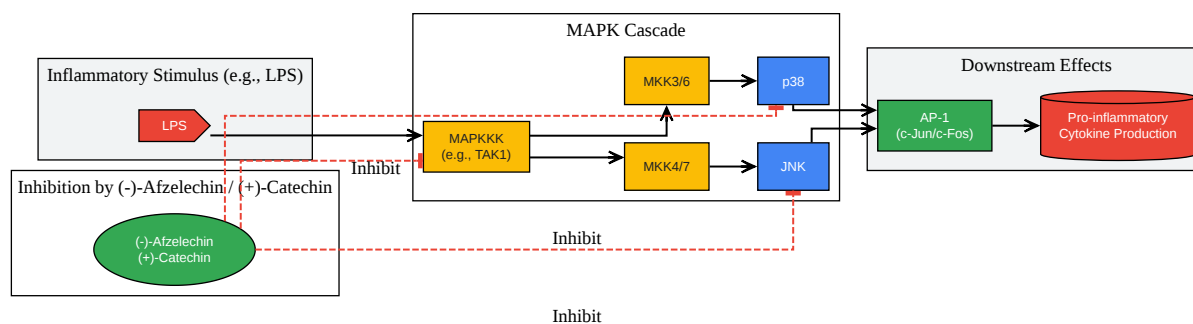 MAPK Cascade
Inflammatory Stimulus (e.g., LPS)
Downstream Effects
LPS
MKK3/6
p38
MAPKKK
(e.g., TAK1)
MKK4/7
JNK
AP-1
(c-Jun/c-Fos)
Pro-inflammatory
Cytokine Production
Inhibit
Inhibition by (-)-Afzelechin / (+)-Catechin
(-)-Afzelechin
(+)-Catechin
Inhibit
Inhibit